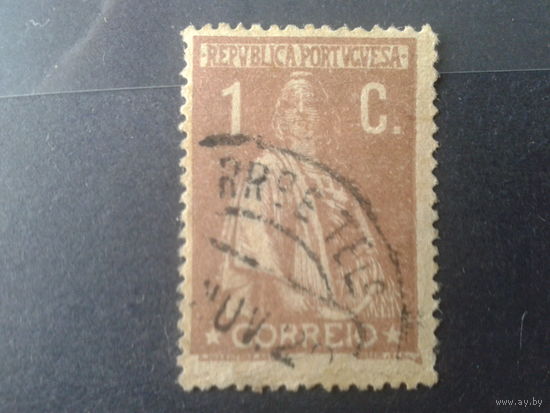 REPVBLICA PORTVGVESA
1 C.
CORREIO
www.ay.by